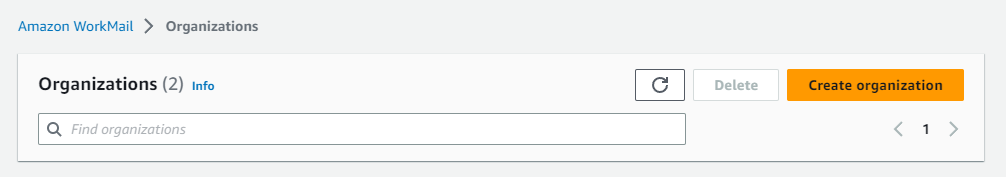 Amazon WorkMail Organizations
Organizations (2) Info Delete Create organization
Find organizations 1